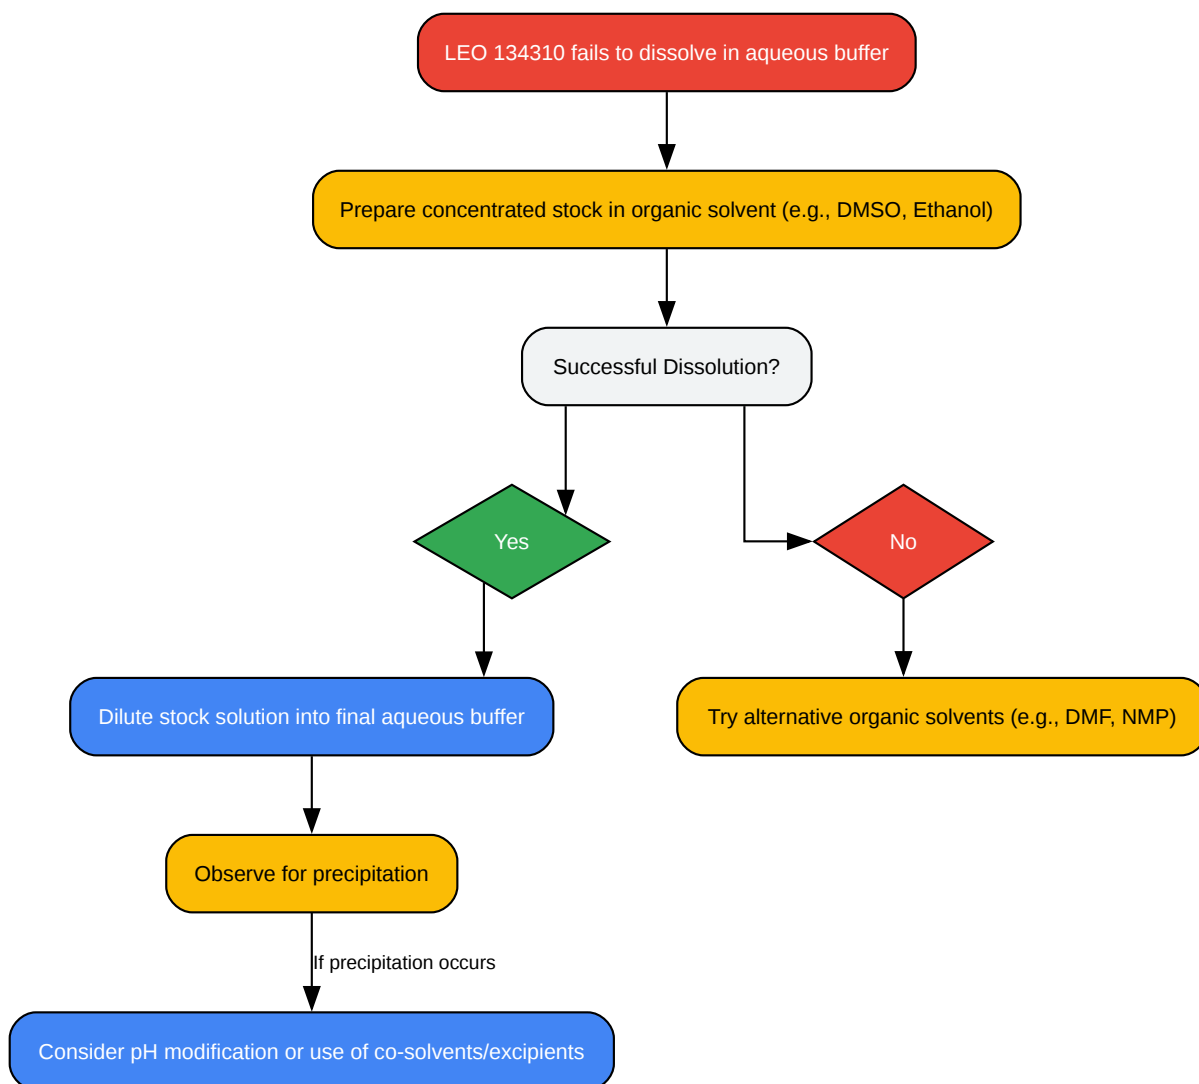 LEO 134310 fails to dissolve in aqueous buffer
Prepare concentrated stock in organic solvent (e.g., DMSO, Ethanol)
Successful Dissolution?
Yes
No
Dilute stock solution into final aqueous buffer
Try alternative organic solvents (e.g., DMF, NMP)
Observe for precipitation
If precipitation occurs
Consider pH modification or use of co-solvents/excipients